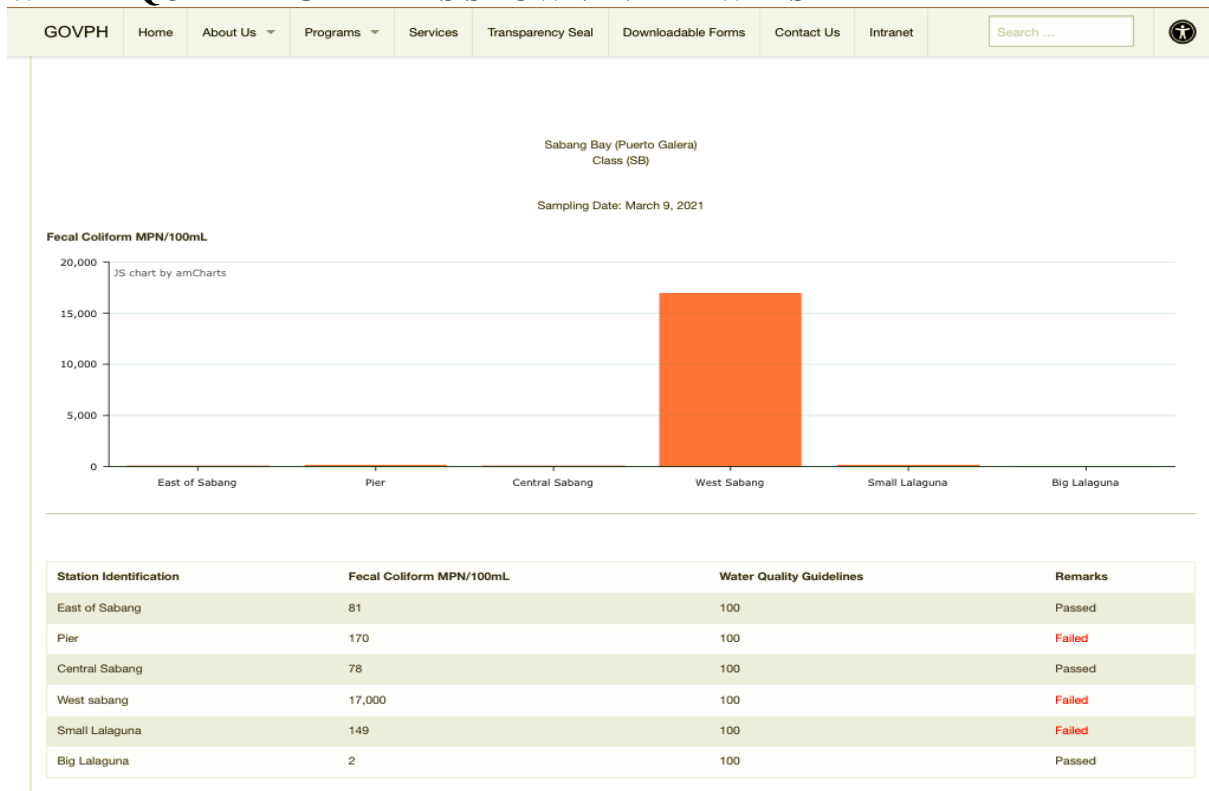 GOVPH Home About Us Programs Services Transparency Seal Downloadable Forms Contact Us Intranet Search ...
Sabang Bay (Puerto Galera)
Class (SB)
Sampling Date: March 9, 2021
Fecal Coliform MPN/100mL
JS chart by amCharts
20,000
15,000
10,000
5,000
0
East of Sabang Pier Central Sabang West Sabang Small Lalaguna Big Lalaguna
Station Identification Fecal Coliform MPN/100mL Water Quality Guidelines Remarks
East of Sabang 81 100 Passed
Pier 170 100 Failed
Central Sabang 78 100 Passed
West sabang 17,000 100 Failed
Small Lalaguna 149 100 Failed
Big Lalaguna 2 100 Passed